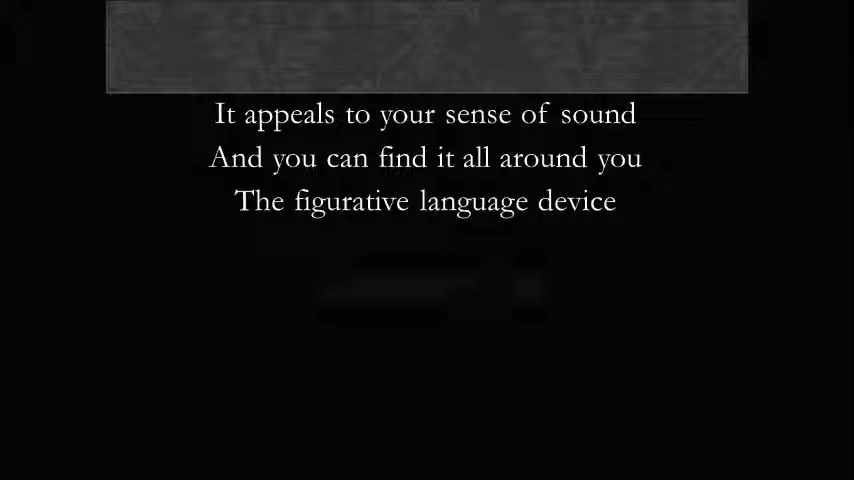 It appeals to your sense of sound
And you can find it all around you
The figurative language device